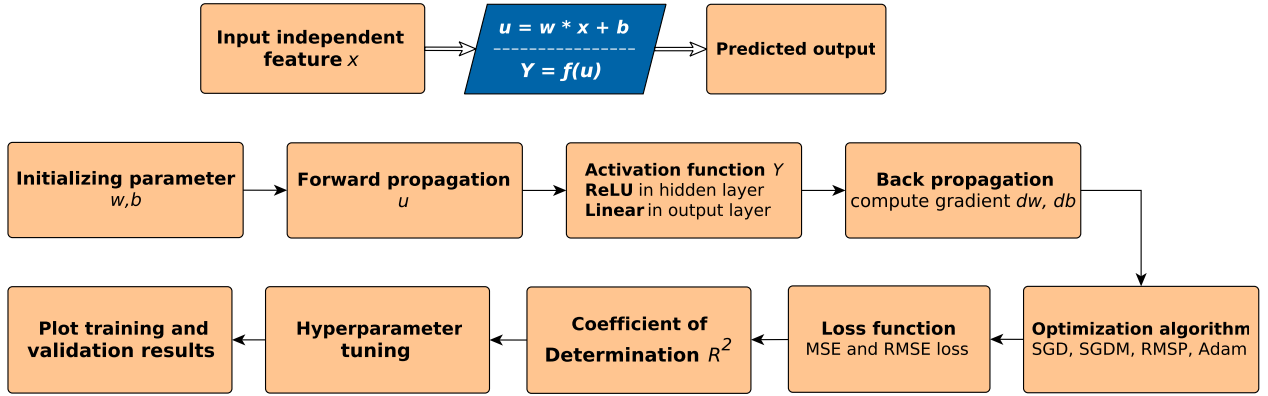 Input independent
feature x
u = w * x + b
Y = f(u)
Predicted output
Initializing parameter
w,b
Forward propagation
u
Activation function Y
ReLU in hidden layer
Linear in output layer
Back propagation
compute gradient dw, db
Plot training and
validation results
Hyperparameter
tuning
Coefficient of
Determination R²
Loss function
MSE and RMSE loss
Optimization algorithm
SGD, SGDM, RMSP, Adam